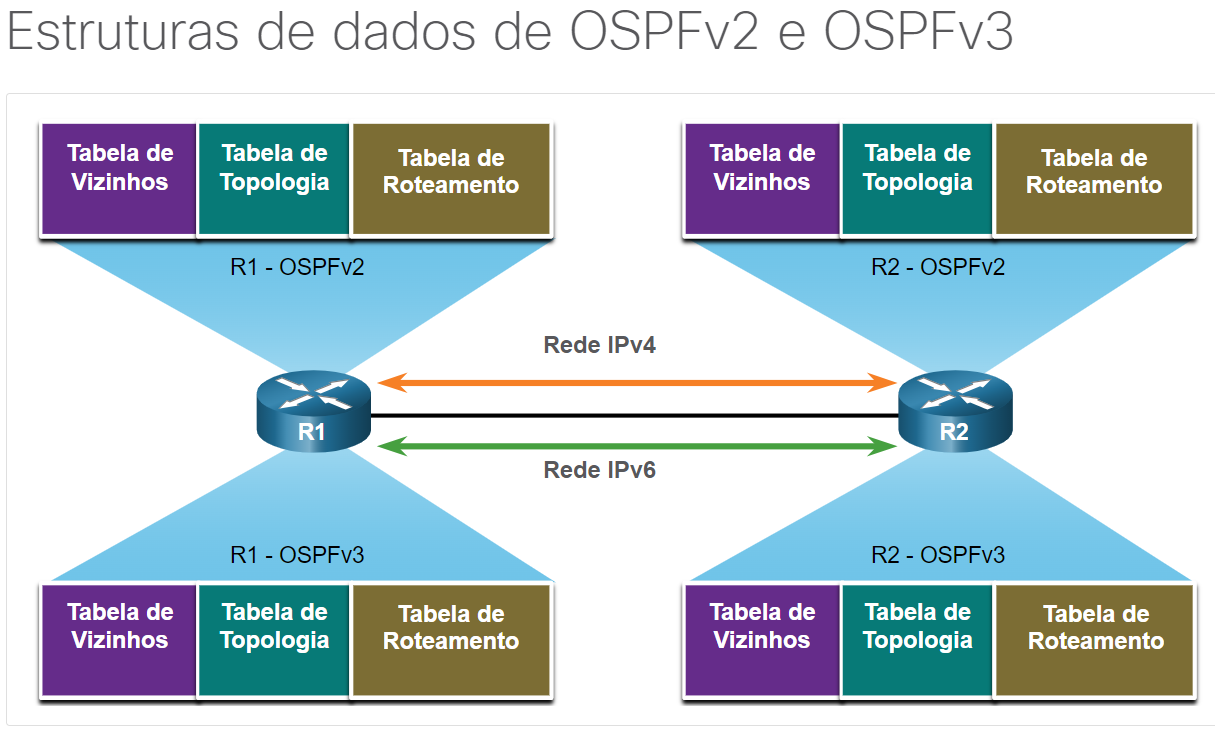 Estruturas de dados de OSPFv2 e OSPFv3
Tabela de
Vizinhos
Tabela de
Topologia
Tabela de
Roteamento
R1 - OSPFv2
Tabela de
Vizinhos
Tabela de
Topologia
Tabela de
Roteamento
R2 - OSPFv2
Rede IPv4
R1
R2
Rede IPv6
R1 - OSPFv3
Tabela de
Vizinhos
Tabela de
Topologia
Tabela de
Roteamento
R2 - OSPFv3
Tabela de
Vizinhos
Tabela de
Topologia
Tabela de
Roteamento